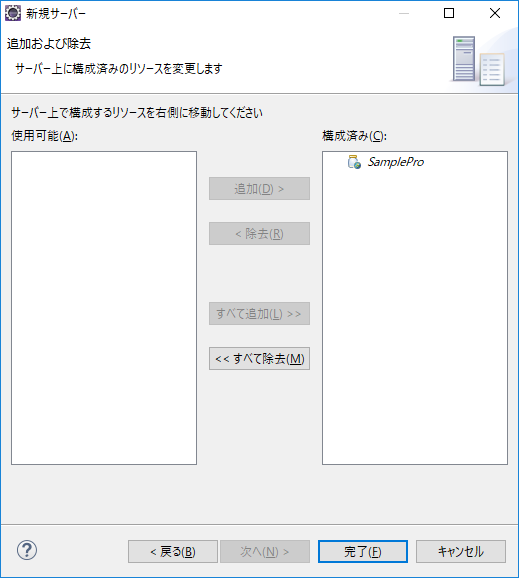 新規サーバー
追加および除去
サーバー上に構成済みのリソースを変更します
サーバー上で構成するリソースを右側に移動してください
使用可能(A):
構成済み(C):
SamplePro
追加(D) >
< 除去(R)
すべて追加(L) >>
<< すべて除去(M)
?
< 戻る(B)
次へ(N) >
完了(F)
キャンセル